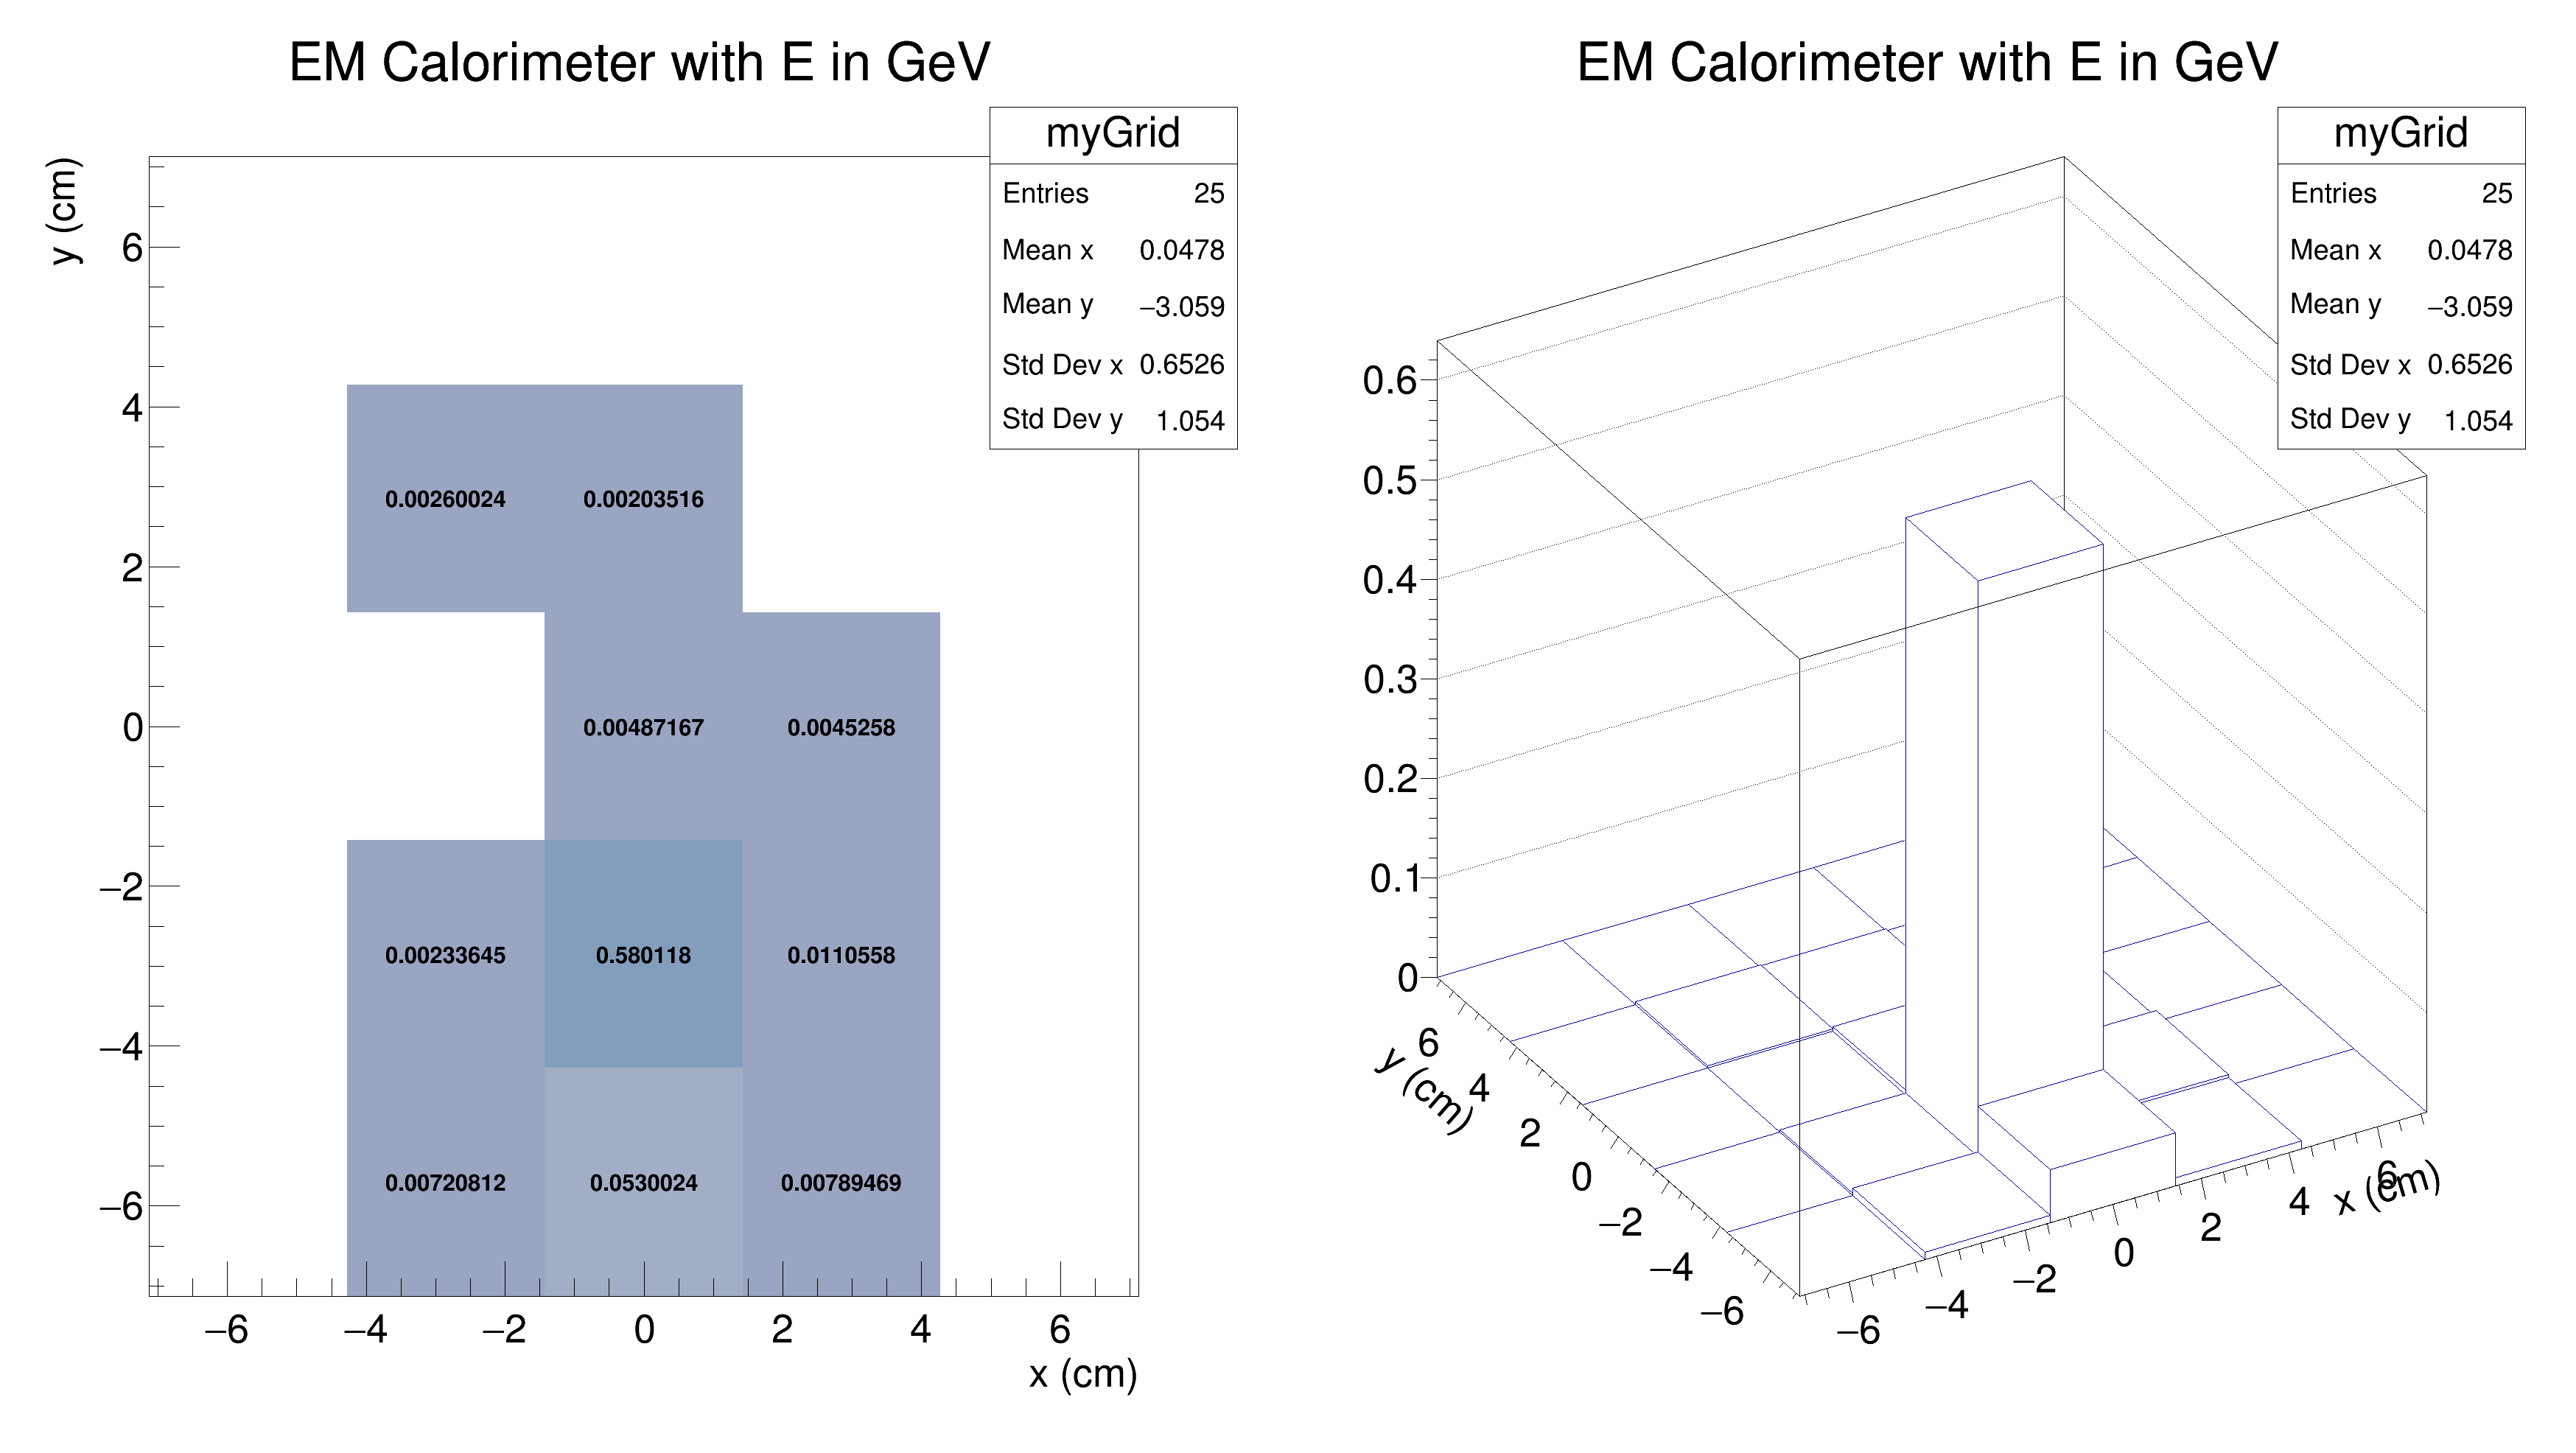 EM Calorimeter with E in GeV
myGrid
Entries 25
Mean x 0.0478
Mean y −3.059
Std Dev x 0.6526
Std Dev y 1.054
y (cm)
6
4
2
0
−2
−4
−6
0.00260024 0.00203516
0.00487167 0.0045258
0.00233645 0.580118 0.0110558
0.00720812 0.0530024 0.00789469
−6 −4 −2 0 2 4 6
x (cm)
EM Calorimeter with E in GeV
myGrid
Entries 25
Mean x 0.0478
Mean y −3.059
Std Dev x 0.6526
Std Dev y 1.054
0.6
0.5
0.4
0.3
0.2
0.1
0
y (cm)
6
4
2
0
−2
−4
−6
−6 −4 −2 0 2 4 6
x (cm)